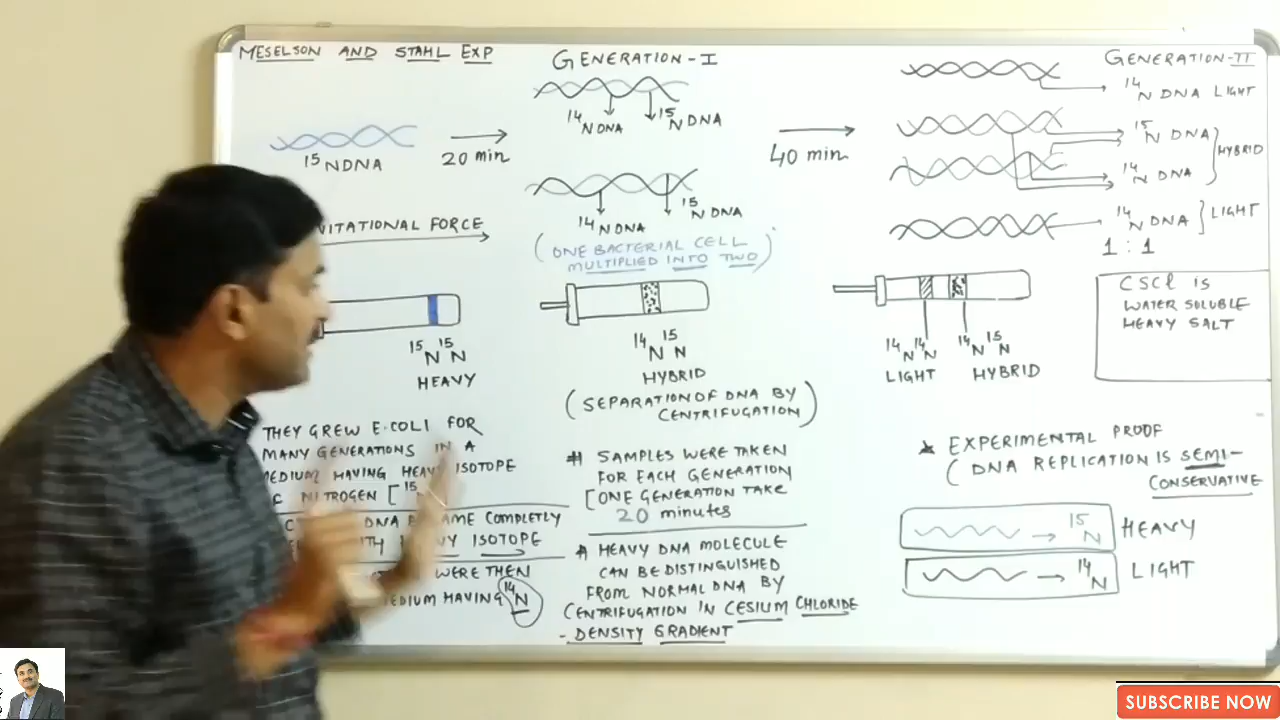 MESELSON AND STAHL EXP
15NDNA
20 min
NITATIONAL FORCE
15N 15N
HEAVY
THEY GREW E.COLI FOR
MANY GENERATIONS IN A
MEDIUM HAVING HEAVY ISOTOPE
NITROGEN [15
DNA COMPLETLY
HEAVY ISOTOPE
WERE THEN
MEDIUM HAVING 14N
GENERATION-I
14N DNA 15N DNA
14N DNA 15N DNA
(ONE BACTERIAL CELL
MULTIPLIED INTO TWO)
14N 15N
HYBRID
(SEPARATION OF DNA BY
CENTRIFUGATION)
# SAMPLES WERE TAKEN
FOR EACH GENERATION
[ONE GENERATION TAKE
20 minutes
# HEAVY DNA MOLECULE
CAN BE DISTINGUISHED
FROM NORMAL DNA BY
CENTRIFUGATION IN CESIUM CHLORIDE
- DENSITY GRADIENT
40 min
GENERATION-II
14N DNA LIGHT
15N DNA
HYBRID
14N DNA
14N DNA] LIGHT
1 : 1
14N 14N 14N 15N
LIGHT HYBRID
CSCl IS
WATER SOLUBLE
HEAVY SALT
★ EXPERIMENTAL PROOF
(DNA REPLICATION IS SEMI-
CONSERVATIVE
→ 15N HEAVY
→ 14N LIGHT
SUBSCRIBE NOW